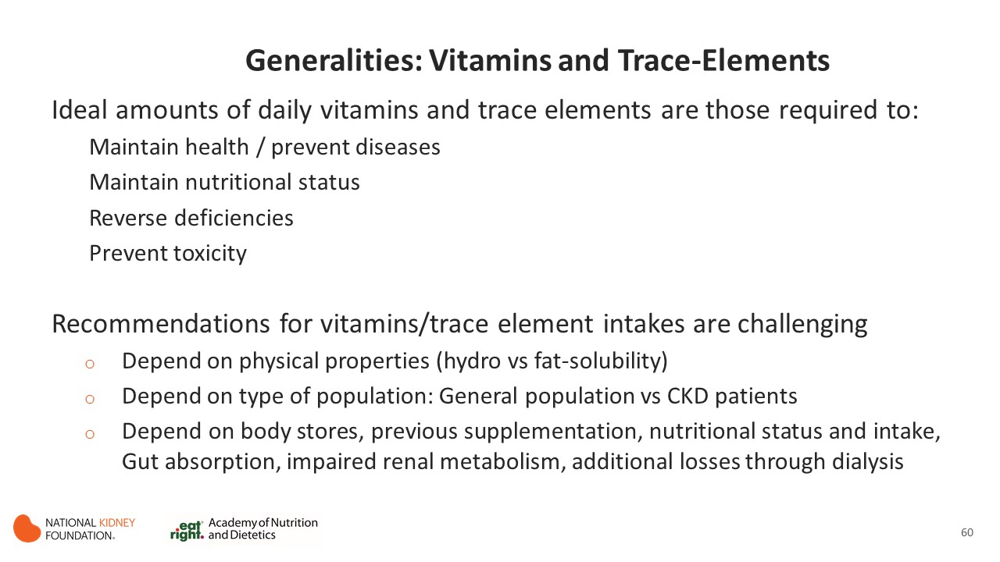 Generalities: Vitamins and Trace-Elements
Ideal amounts of daily vitamins and trace elements are those required to:
Maintain health / prevent diseases
Maintain nutritional status
Reverse deficiencies
Prevent toxicity
Recommendations for vitamins/trace element intakes are challenging
o Depend on physical properties (hydro vs fat-solubility)
o Depend on type of population: General population vs CKD patients
o Depend on body stores, previous supplementation, nutritional status and intake,
Gut absorption, impaired renal metabolism, additional losses through dialysis
NATIONAL KIDNEY
FOUNDATION®
eat
right.
Academy of Nutrition
and Dietetics
60